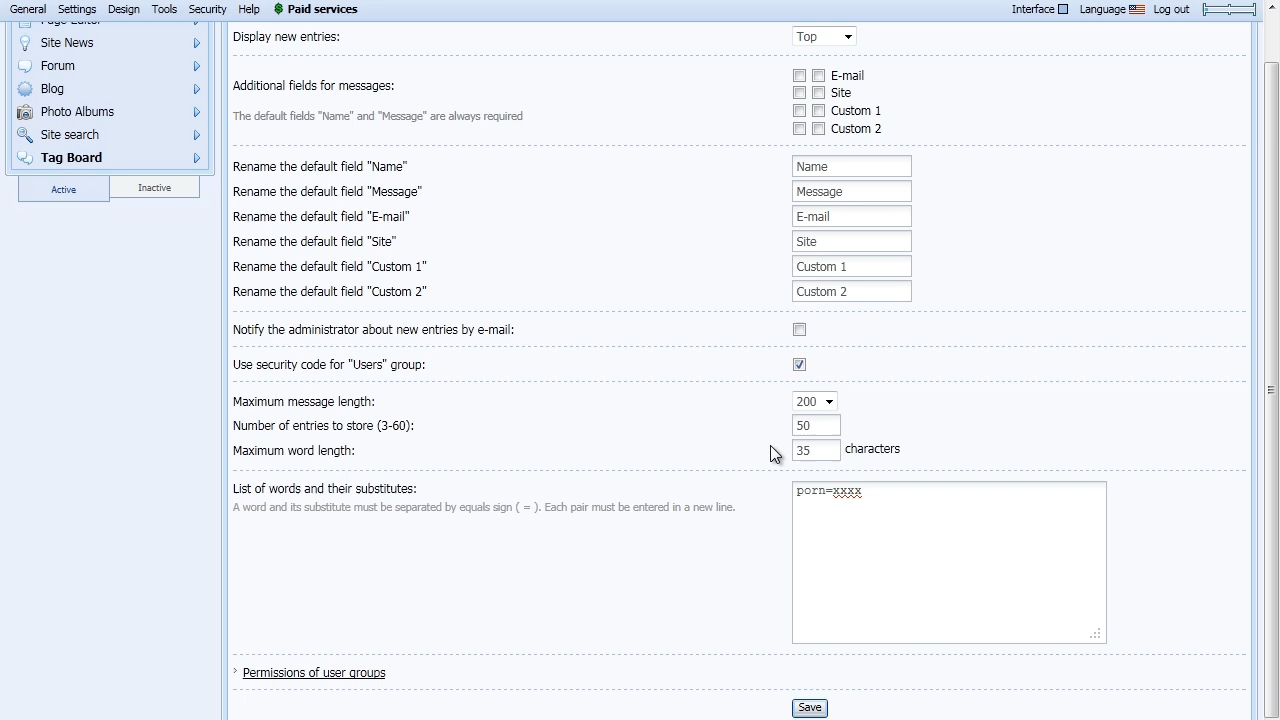 General Settings Design Tools Security Help Paid services Interface Language Log out
Page Editor
Site News
Forum
Blog
Photo Albums
Site search
Tag Board
Active Inactive
Display new entries: Top
Additional fields for messages:
The default fields "Name" and "Message" are always required
E-mail
Site
Custom 1
Custom 2
Rename the default field "Name" Name
Rename the default field "Message" Message
Rename the default field "E-mail" E-mail
Rename the default field "Site" Site
Rename the default field "Custom 1" Custom 1
Rename the default field "Custom 2" Custom 2
Notify the administrator about new entries by e-mail:
Use security code for "Users" group:
Maximum message length: 200
Number of entries to store (3-60): 50
Maximum word length: 35 characters
List of words and their substitutes: porn=xxxx
A word and its substitute must be separated by equals sign ( = ). Each pair must be entered in a new line.
Permissions of user groups
Save